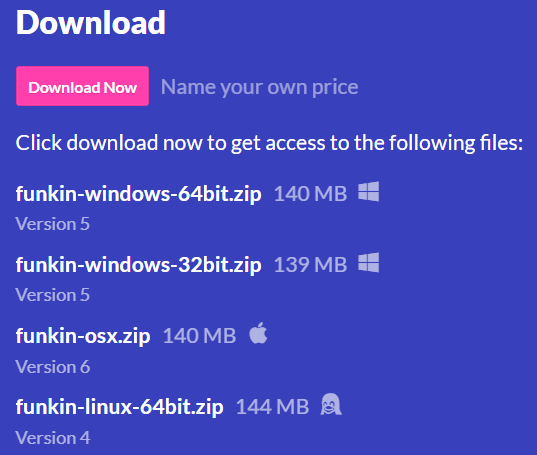 Download
Download Now Name your own price
Click download now to get access to the following files:
funkin-windows-64bit.zip 140 MB
Version 5
funkin-windows-32bit.zip 139 MB
Version 5
funkin-osx.zip 140 MB
Version 6
funkin-linux-64bit.zip 144 MB
Version 4